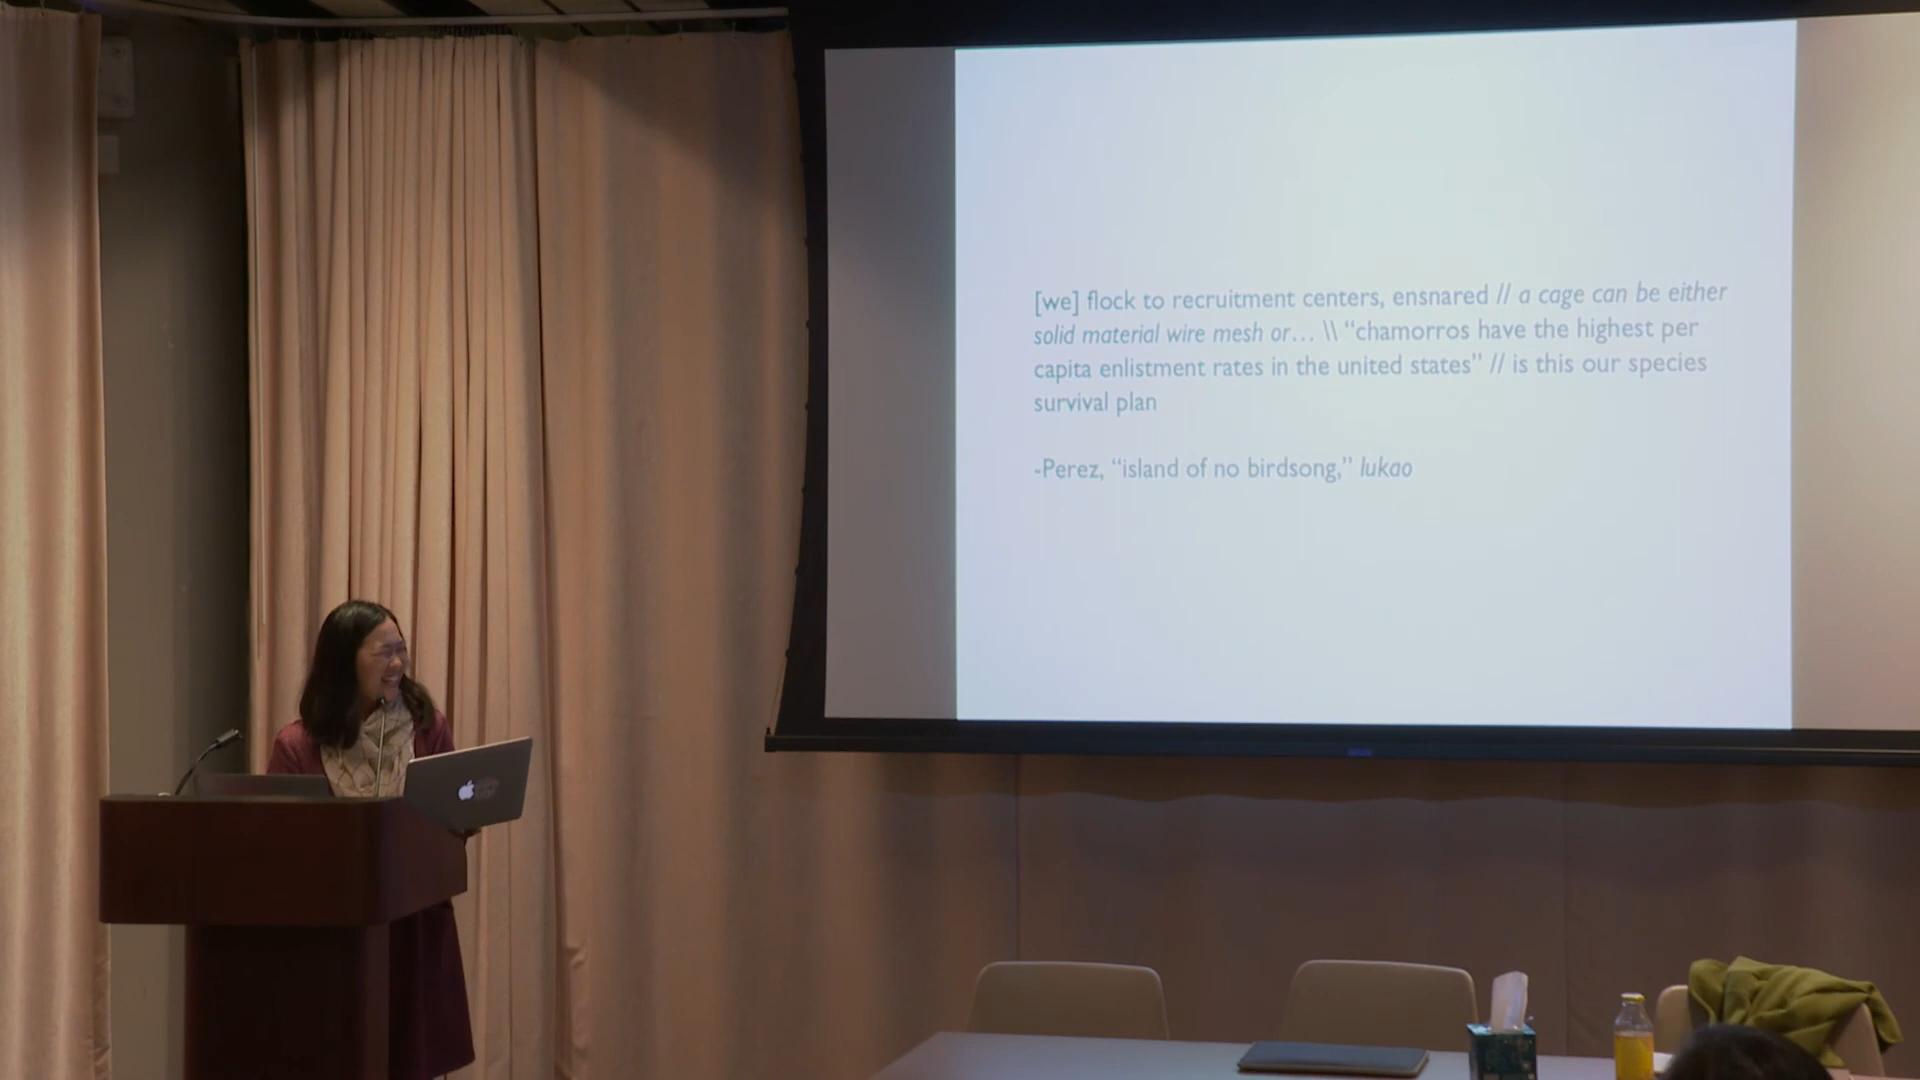 [we] flock to recruitment centers, ensnared // a cage can be either
solid material wire mesh or... \\ “chamorros have the highest per
capita enlistment rates in the united states” // is this our species
survival plan
-Perez, “island of no birdsong,” lukao